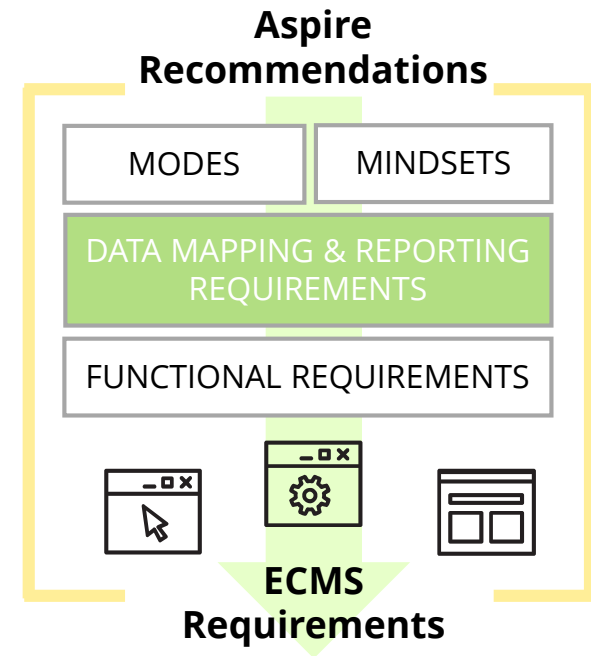 Aspire
Recommendations
MODES
MINDSETS
DATA MAPPING & REPORTING
REQUIREMENTS
FUNCTIONAL REQUIREMENTS
ECMS
Requirements